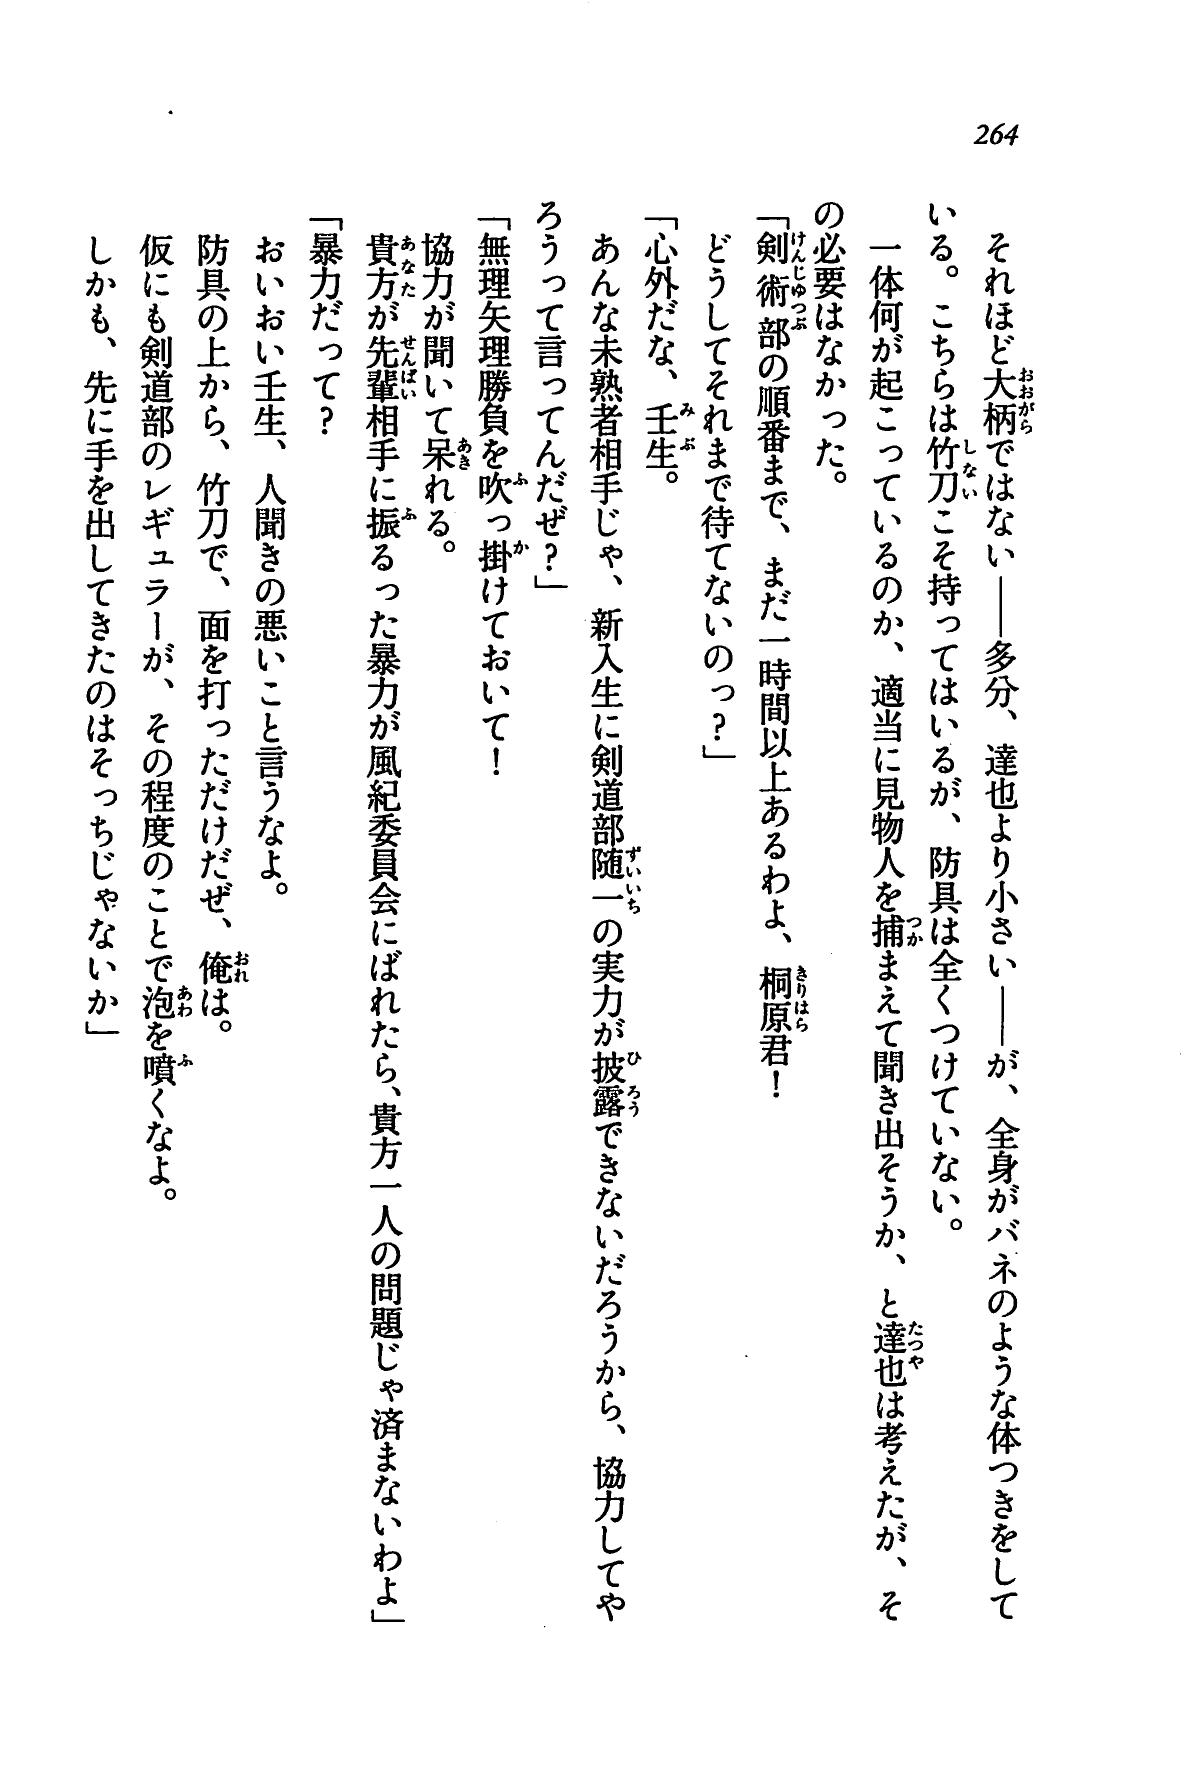 264
それほど大柄ではない――多分、達也より小さい――が、全身がバネのような体つきをして
いる。こちらは竹刀こそ持ってはいるが、防具は全くつけていない。
一体何が起こっているのか、適当に見物人を捕まえて聞き出そうか、と達也は考えたが、そ
の必要はなかった。
「剣術部の順番まで、まだ一時間以上あるわよ、桐原君！
どうしてそれまで待てないのっ？」
「心外だな、壬生。
あんな未熟者相手じゃ、新入生に剣道部随一の実力が披露できないだろうから、協力してや
ろうって言ってんだぜ？」
「無理矢理勝負を吹っ掛けておいて！
協力が聞いて呆れる。
貴方が先輩相手に振るった暴力が風紀委員会にばれたら、貴方一人の問題じゃ済まないわよ」
「暴力だって？
おいおい壬生、人聞きの悪いこと言うなよ。
防具の上から、竹刀で、面を打っただけだぜ、俺は。
仮にも剣道部のレギュラーが、その程度のことで泡を噴くなよ。
しかも、先に手を出してきたのはそっちじゃないか」